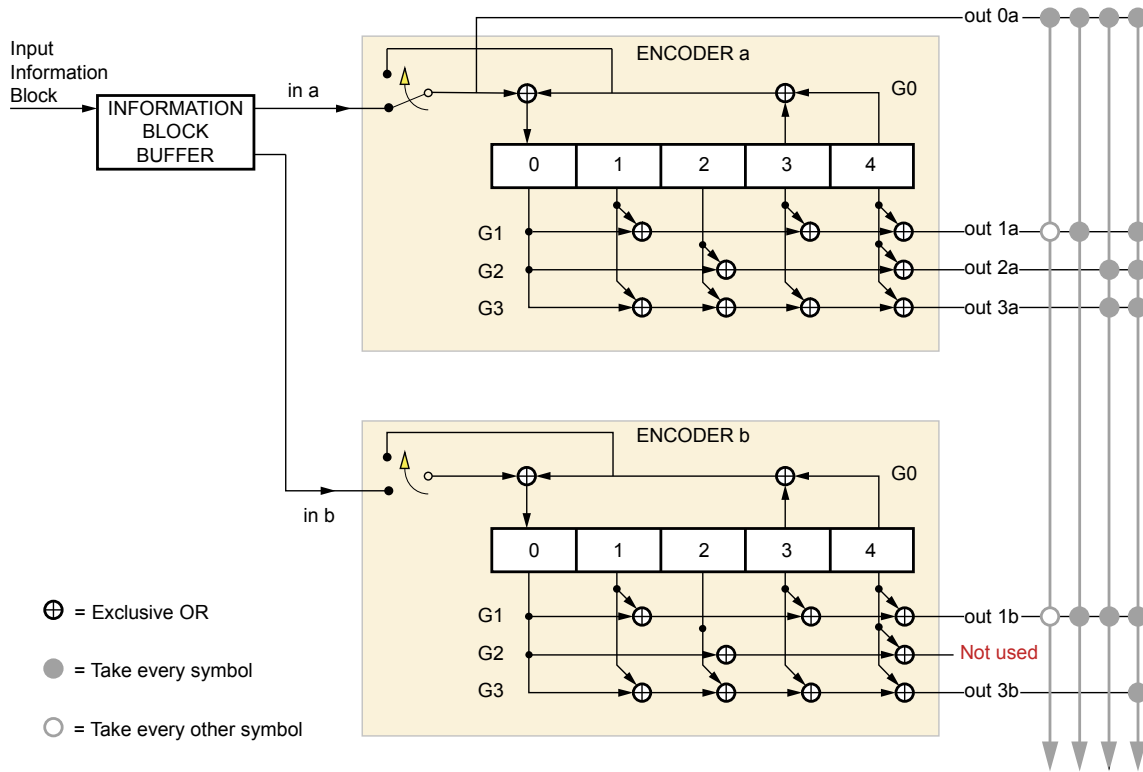 out 0a
Input
Information
Block
INFORMATION
BLOCK
BUFFER
in a
ENCODER a
G0
0 1 2 3 4
G1
out 1a
G2
out 2a
G3
out 3a
in b
ENCODER b
G0
0 1 2 3 4
G1
out 1b
G2
Not used
G3
out 3b
= Exclusive OR
= Take every symbol
= Take every other symbol